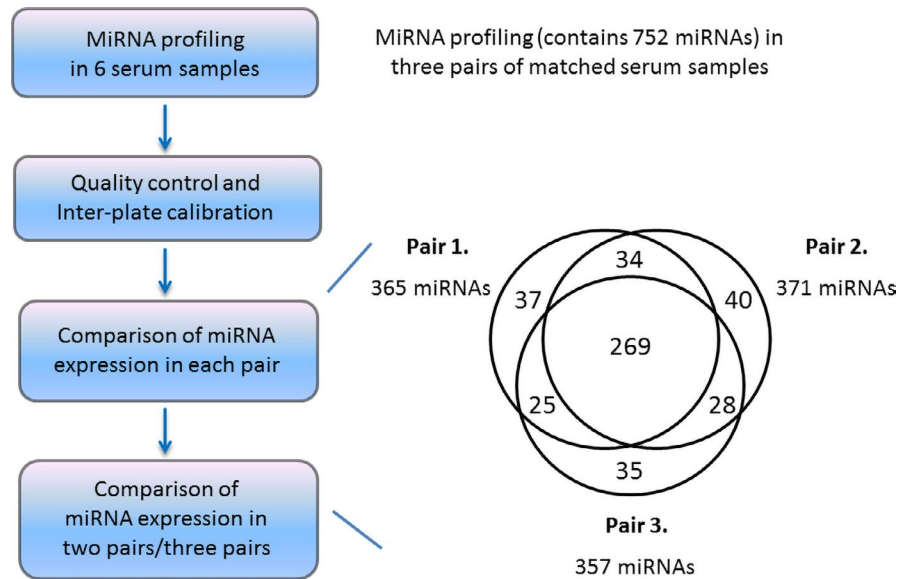 MiRNA profiling
in 6 serum samples
MiRNA profiling (contains 752 miRNAs) in
three pairs of matched serum samples
Quality control and
Inter-plate calibration
Comparison of miRNA
expression in each pair
Comparison of
miRNA expression in
two pairs/three pairs
Pair 1.
365 miRNAs
Pair 2.
371 miRNAs
34
37
40
269
25
28
35
Pair 3.
357 miRNAs